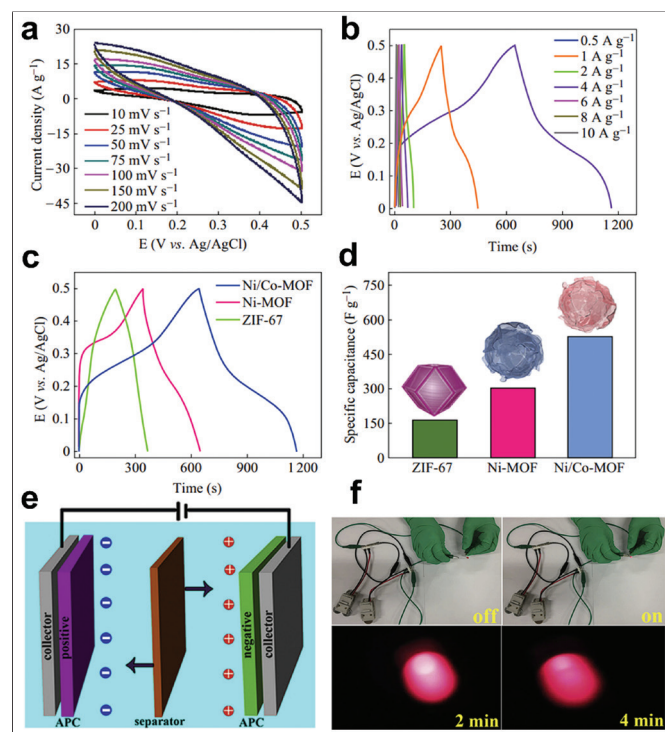 a
30
15
0
−15
−30
−45
Current density (A g⁻¹)
10 mV s⁻¹
25 mV s⁻¹
50 mV s⁻¹
75 mV s⁻¹
100 mV s⁻¹
150 mV s⁻¹
200 mV s⁻¹
0 0.1 0.2 0.3 0.4 0.5
E (V vs. Ag/AgCl)
b
0.5
0.4
0.3
0.2
0.1
0
E (V vs. Ag/AgCl)
0.5 A g⁻¹
1 A g⁻¹
2 A g⁻¹
4 A g⁻¹
6 A g⁻¹
8 A g⁻¹
10 A g⁻¹
0 300 600 900 1200
Time (s)
c
0.5
0.4
0.3
0.2
0.1
0
E (V vs. Ag/AgCl)
Ni/Co-MOF
Ni-MOF
ZIF-67
0 300 600 900 1200
Time (s)
d
750
600
450
300
150
0
Specific capacitance (F g⁻¹)
ZIF-67 Ni-MOF Ni/Co-MOF
e
collector
positive
negative
collector
APC separator APC
f
off on
2 min 4 min